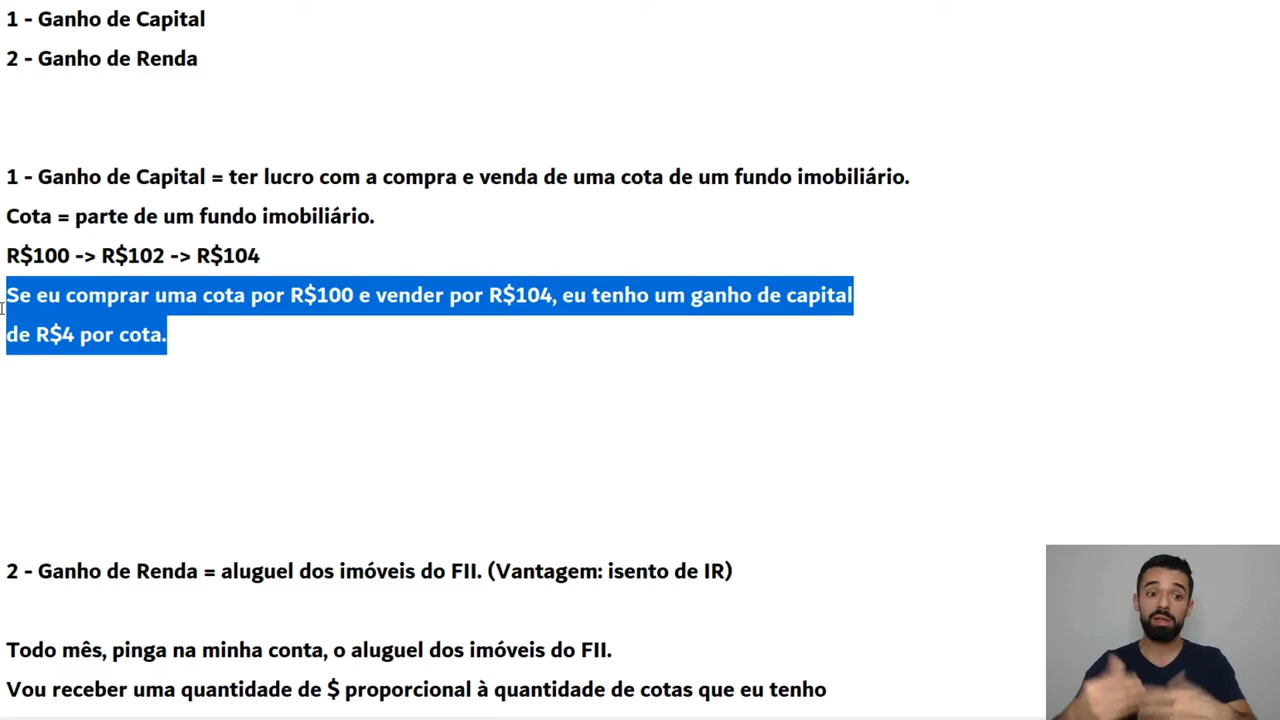 1 - Ganho de Capital
2 - Ganho de Renda
1 - Ganho de Capital = ter lucro com a compra e venda de uma cota de um fundo imobiliário.
Cota = parte de um fundo imobiliário.
R$100 -> R$102 -> R$104
Se eu comprar uma cota por R$100 e vender por R$104, eu tenho um ganho de capital
de R$4 por cota.
2 - Ganho de Renda = aluguel dos imóveis do FII. (Vantagem: isento de IR)
Todo mês, pinga na minha conta, o aluguel dos imóveis do FII.
Vou receber uma quantidade de $ proporcional à quantidade de cotas que eu tenho